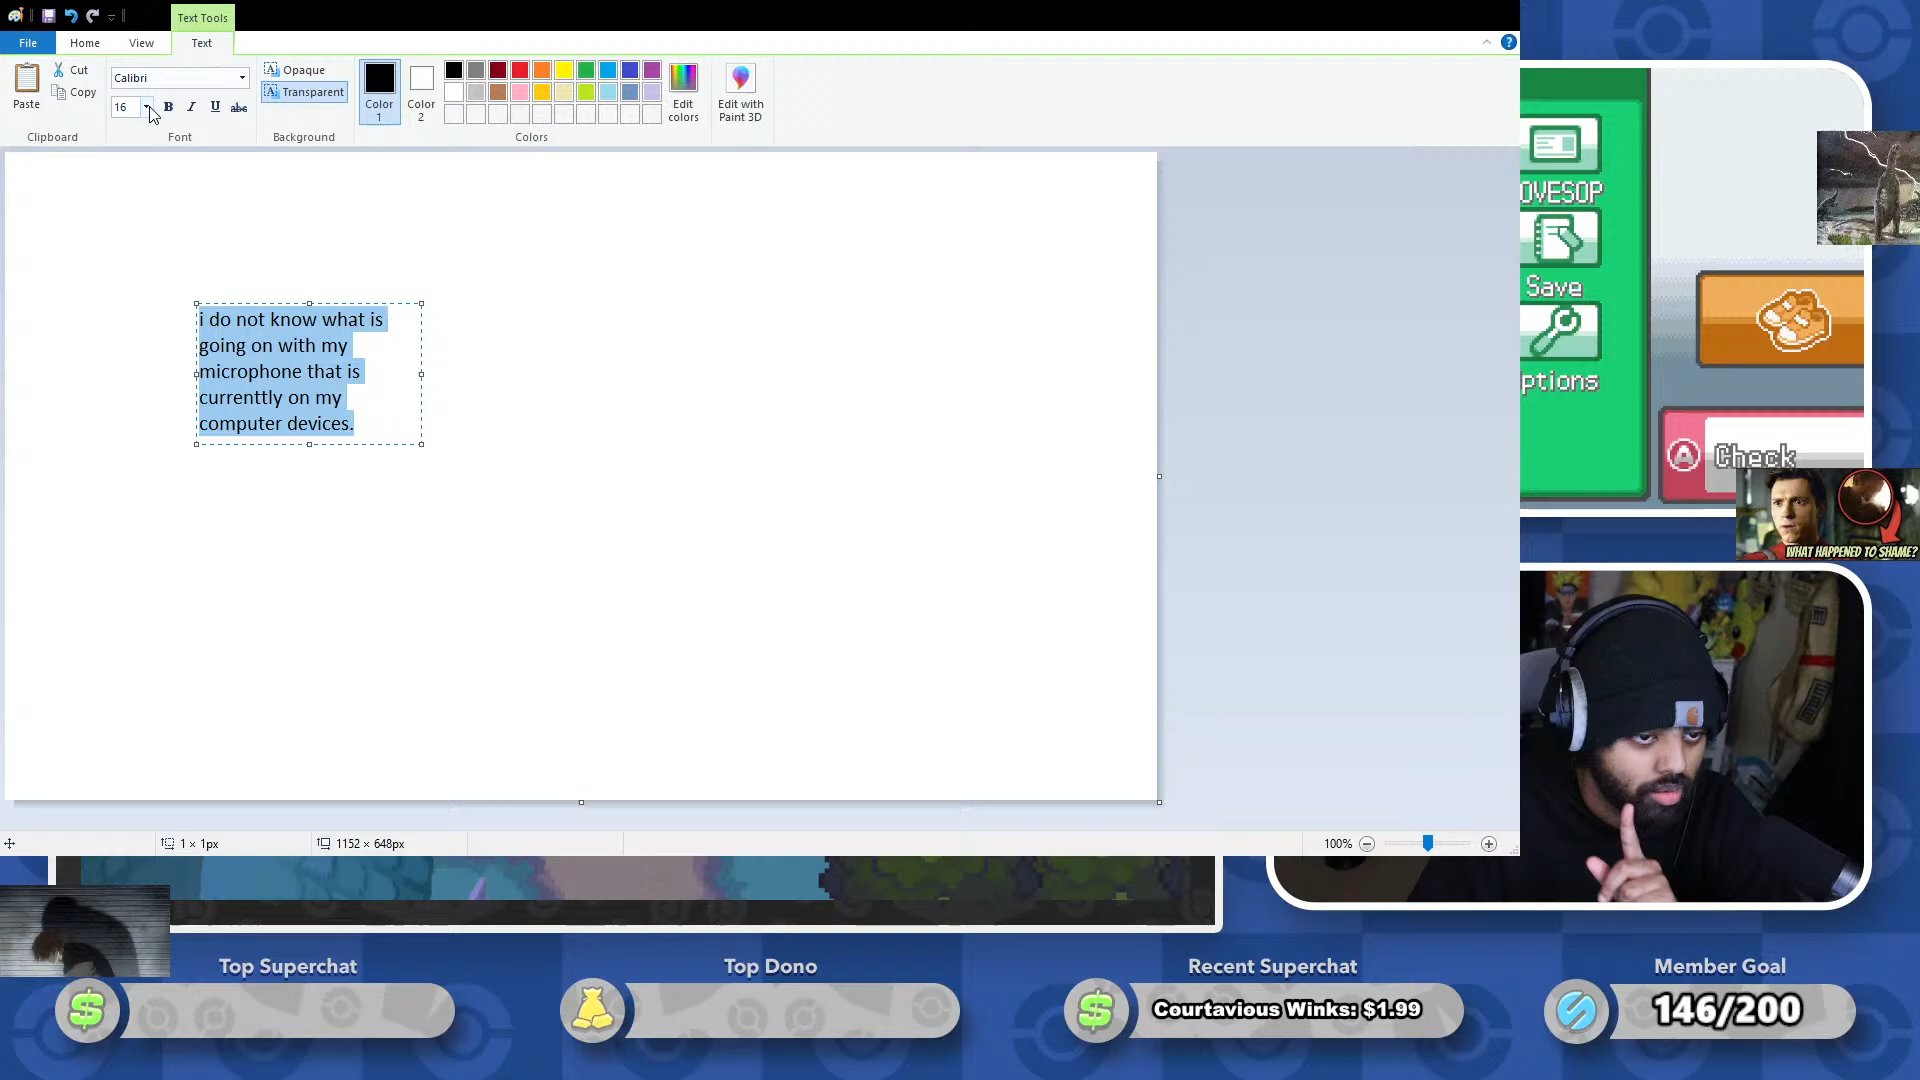 Text Tools
File
Home
View
Text
Paste
Cut
Copy
Clipboard
Calibri
16
B
I
U
abc
Font
Opaque
Transparent
Background
Color
1
Color
2
Edit
colors
Colors
Edit with
Paint 3D
i do not know what is
going on with my
microphone that is
currenttly on my
computer devices.
1 × 1px
1152 × 648px
100%
OVESOP
Save
ptions
A Check
WHAT HAPPENED TO SHAME?
Top Superchat
Top Dono
Recent Superchat
Courtavious Winks: $1.99
Member Goal
146/200